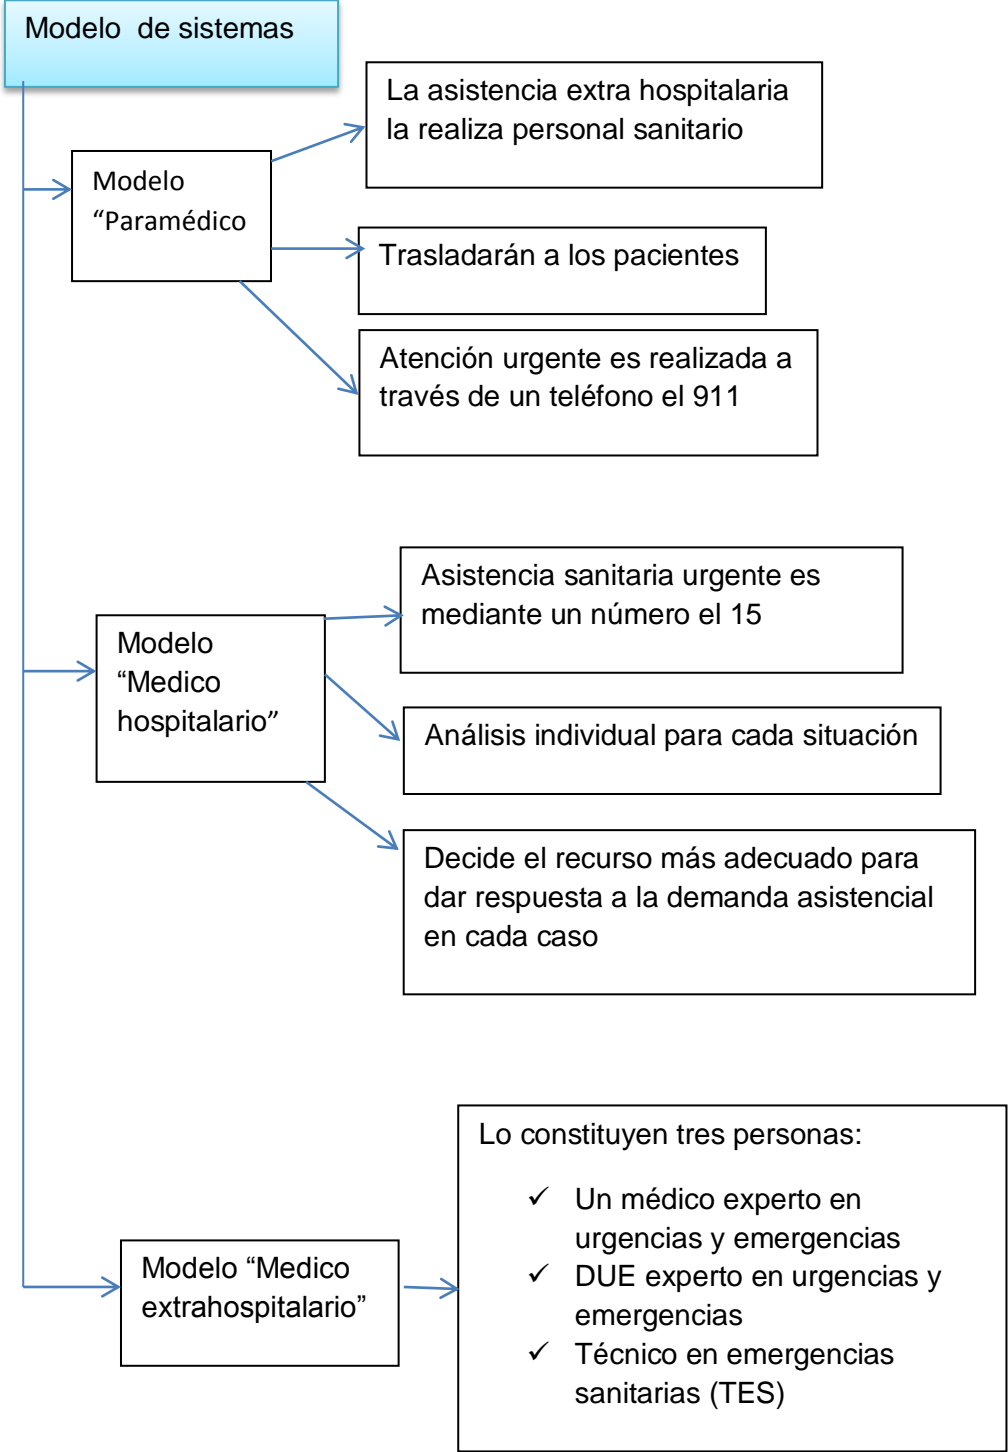 Modelo de sistemas
La asistencia extra hospitalaria
la realiza personal sanitario
Modelo
“Paramédico
Trasladarán a los pacientes
Atención urgente es realizada a
través de un teléfono el 911
Asistencia sanitaria urgente es
mediante un número el 15
Modelo
“Medico
hospitalario”
Análisis individual para cada situación
Decide el recurso más adecuado para
dar respuesta a la demanda asistencial
en cada caso
Lo constituyen tres personas:
✓ Un médico experto en
urgencias y emergencias
✓ DUE experto en urgencias y
emergencias
✓ Técnico en emergencias
sanitarias (TES)
Modelo “Medico
extrahospitalario”